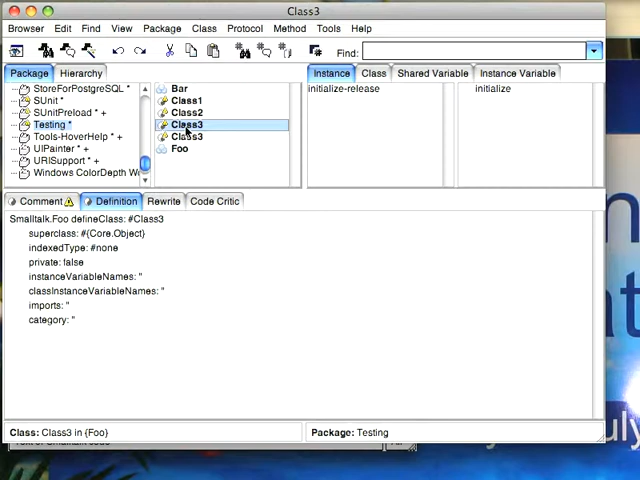 Class3
Browser Edit Find View Package Class Protocol Method Tools Help
Find:
Package Hierarchy
Instance Class Shared Variable Instance Variable
StoreForPostgreSQL * +
SUnit *
SUnitPreload * +
Testing *
Tools-HoverHelp * +
UIPainter * +
URISupport * +
Windows ColorDepth W
Bar
Class1
Class2
Class3
Class3
Foo
initialize-release
initialize
Comment Definition Rewrite Code Critic
Smalltalk.Foo defineClass: #Class3
superclass: #{Core.Object}
indexedType: #none
private: false
instanceVariableNames: ''
classInstanceVariableNames: ''
imports: ''
category: ''
Class: Class3 in {Foo}
Package: Testing
at
uly